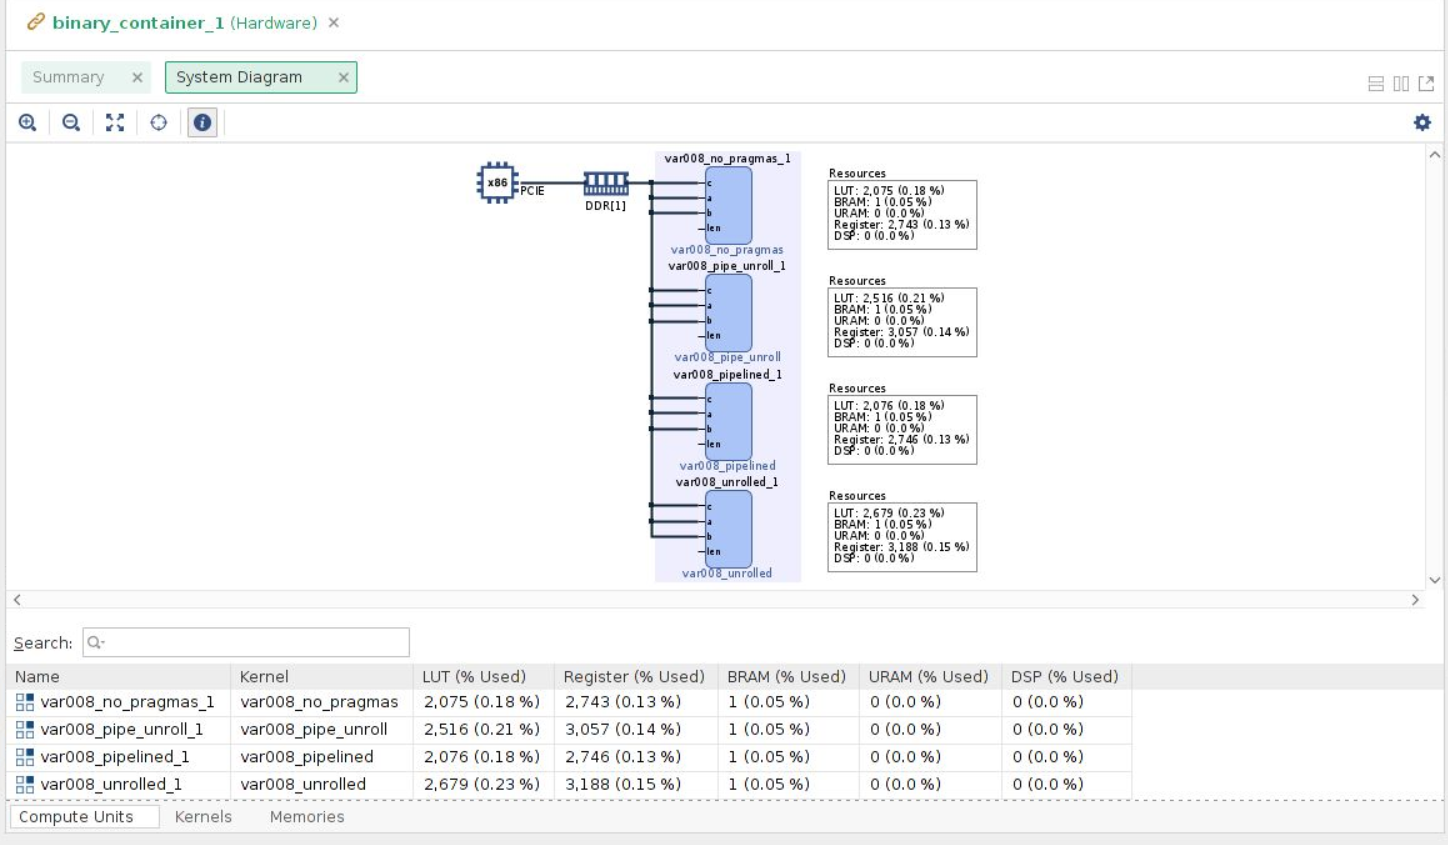 binary_container_1 (Hardware) ×
Summary × System Diagram ×
x86
PCIE
DDR[1]
var008_no_pragmas_1
c
a
b
len
var008_no_pragmas
Resources
LUT: 2,075 (0.18 %)
BRAM: 1 (0.05 %)
URAM: 0 (0.0 %)
Register: 2,743 (0.13 %)
DSP: 0 (0.0 %)
var008_pipe_unroll_1
c
a
b
len
var008_pipe_unroll
Resources
LUT: 2,516 (0.21 %)
BRAM: 1 (0.05 %)
URAM: 0 (0.0 %)
Register: 3,057 (0.14 %)
DSP: 0 (0.0 %)
var008_pipelined_1
c
a
b
len
var008_pipelined
Resources
LUT: 2,076 (0.18 %)
BRAM: 1 (0.05 %)
URAM: 0 (0.0 %)
Register: 2,746 (0.13 %)
DSP: 0 (0.0 %)
var008_unrolled_1
c
a
b
len
var008_unrolled
Resources
LUT: 2,679 (0.23 %)
BRAM: 1 (0.05 %)
URAM: 0 (0.0 %)
Register: 3,188 (0.15 %)
DSP: 0 (0.0 %)
Search:
Name Kernel LUT (% Used) Register (% Used) BRAM (% Used) URAM (% Used) DSP (% Used)
var008_no_pragmas_1 var008_no_pragmas 2,075 (0.18 %) 2,743 (0.13 %) 1 (0.05 %) 0 (0.0 %) 0 (0.0 %)
var008_pipe_unroll_1 var008_pipe_unroll 2,516 (0.21 %) 3,057 (0.14 %) 1 (0.05 %) 0 (0.0 %) 0 (0.0 %)
var008_pipelined_1 var008_pipelined 2,076 (0.18 %) 2,746 (0.13 %) 1 (0.05 %) 0 (0.0 %) 0 (0.0 %)
var008_unrolled_1 var008_unrolled 2,679 (0.23 %) 3,188 (0.15 %) 1 (0.05 %) 0 (0.0 %) 0 (0.0 %)
Compute Units Kernels Memories